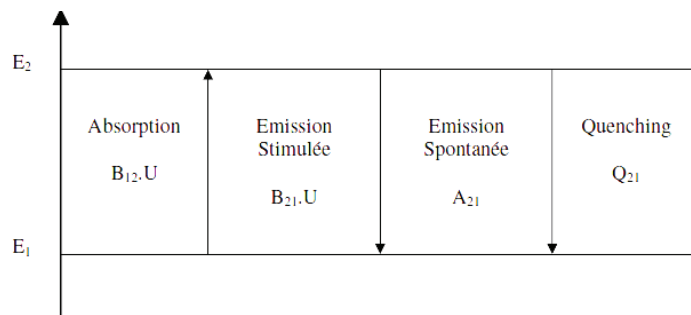 E₂
Absorption
B₁₂.U
Emission
Stimulée
B₂₁.U
Emission
Spontanée
A₂₁
Quenching
Q₂₁
E₁